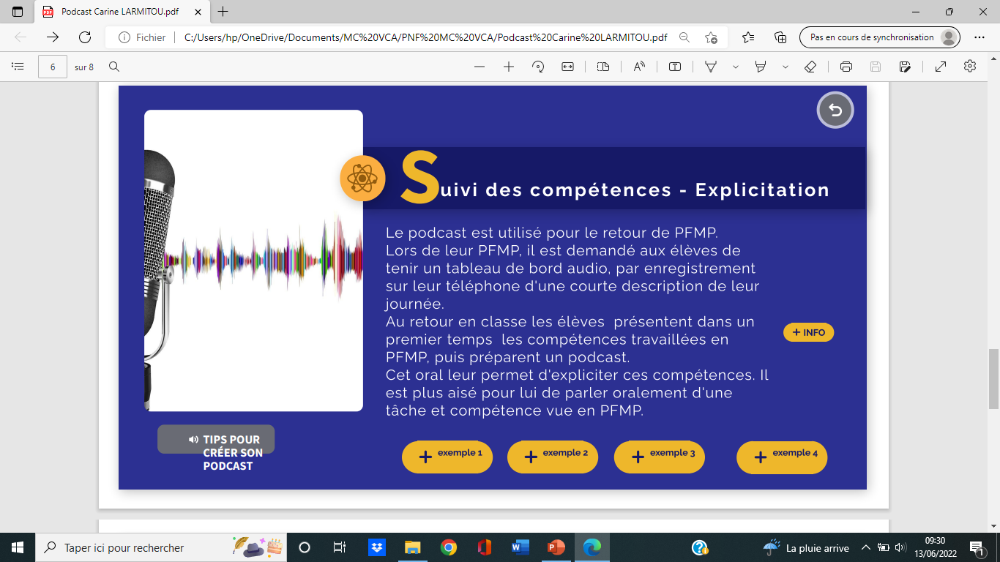 Podcast Carine LARMITOU.pdf
Fichier
C:/Users/hp/OneDrive/Documents/MC%20VCA/PNF%20MC%20VCA/Podcast%20Carine%20LARMITOU.pdf
Pas en cours de synchronisation
6 sur 8
Suivi des compétences - Explicitation
Le podcast est utilisé pour le retour de PFMP.
Lors de leur PFMP, il est demandé aux élèves de
tenir un tableau de bord audio, par enregistrement
sur leur téléphone d'une courte description de leur
journée.
Au retour en classe les élèves présentent dans un
premier temps les compétences travaillées en
PFMP, puis préparent un podcast.
Cet oral leur permet d'expliciter ces compétences. Il
est plus aisé pour lui de parler oralement d'une
tâche et compétence vue en PFMP.
+ INFO
TIPS POUR
CRÉER SON
PODCAST
+ exemple 1
+ exemple 2
+ exemple 3
+ exemple 4
Taper ici pour rechercher
La pluie arrive
09:30
13/06/2022
1